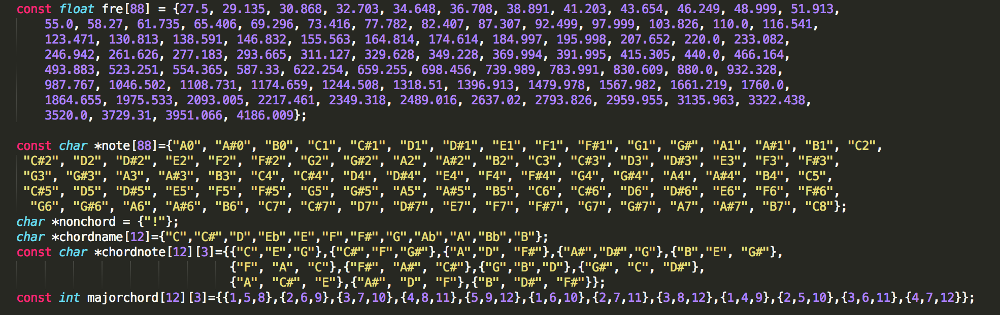 const float fre[88] = {27.5, 29.135, 30.868, 32.703, 34.648, 36.708, 38.891, 41.203, 43.654, 46.249, 48.999, 51.913,
55.0, 58.27, 61.735, 65.406, 69.296, 73.416, 77.782, 82.407, 87.307, 92.499, 97.999, 103.826, 110.0, 116.541,
123.471, 130.813, 138.591, 146.832, 155.563, 164.814, 174.614, 184.997, 195.998, 207.652, 220.0, 233.082,
246.942, 261.626, 277.183, 293.665, 311.127, 329.628, 349.228, 369.994, 391.995, 415.305, 440.0, 466.164,
493.883, 523.251, 554.365, 587.33, 622.254, 659.255, 698.456, 739.989, 783.991, 830.609, 880.0, 932.328,
987.767, 1046.502, 1108.731, 1174.659, 1244.508, 1318.51, 1396.913, 1479.978, 1567.982, 1661.219, 1760.0,
1864.655, 1975.533, 2093.005, 2217.461, 2349.318, 2489.016, 2637.02, 2793.826, 2959.955, 3135.963, 3322.438,
3520.0, 3729.31, 3951.066, 4186.009};
const char *note[88]={"A0", "A#0", "B0", "C1", "C#1", "D1", "D#1", "E1", "F1", "F#1", "G1", "G#", "A1", "A#1", "B1", "C2",
"C#2", "D2", "D#2", "E2", "F2", "F#2", "G2", "G#2", "A2", "A#2", "B2", "C3", "C#3", "D3", "D#3", "E3", "F3", "F#3",
"G3", "G#3", "A3", "A#3", "B3", "C4", "C#4", "D4", "D#4", "E4", "F4", "F#4", "G4", "G#4", "A4", "A#4", "B4", "C5",
"C#5", "D5", "D#5", "E5", "F5", "F#5", "G5", "G#5", "A5", "A#5", "B5", "C6", "C#6", "D6", "D#6", "E6", "F6", "F#6",
"G6", "G#6", "A6", "A#6", "B6", "C7", "C#7", "D7", "D#7", "E7", "F7", "F#7", "G7", "G#7", "A7", "A#7", "B7", "C8"};
char *nonchord = {"!"};
char *chordname[12]={"C","C#","D","Eb","E","F","F#","G","Ab","A","Bb","B"};
const char *chordnote[12][3]={{"C","E","G"},{"C#","F","G#"},{"A","D", "F#"},{"A#","D#","G"},{"B","E", "G#"},
{"F", "A", "C"},{"F#", "A#", "C#"},{"G","B","D"},{"G#", "C", "D#"},
{"A", "C#", "E"},{"A#", "D", "F"},{"B", "D#", "F#"}};
const int majorchord[12][3]={{1,5,8},{2,6,9},{3,7,10},{4,8,11},{5,9,12},{1,6,10},{2,7,11},{3,8,12},{1,4,9},{2,5,10},{3,6,11},{4,7,12}};